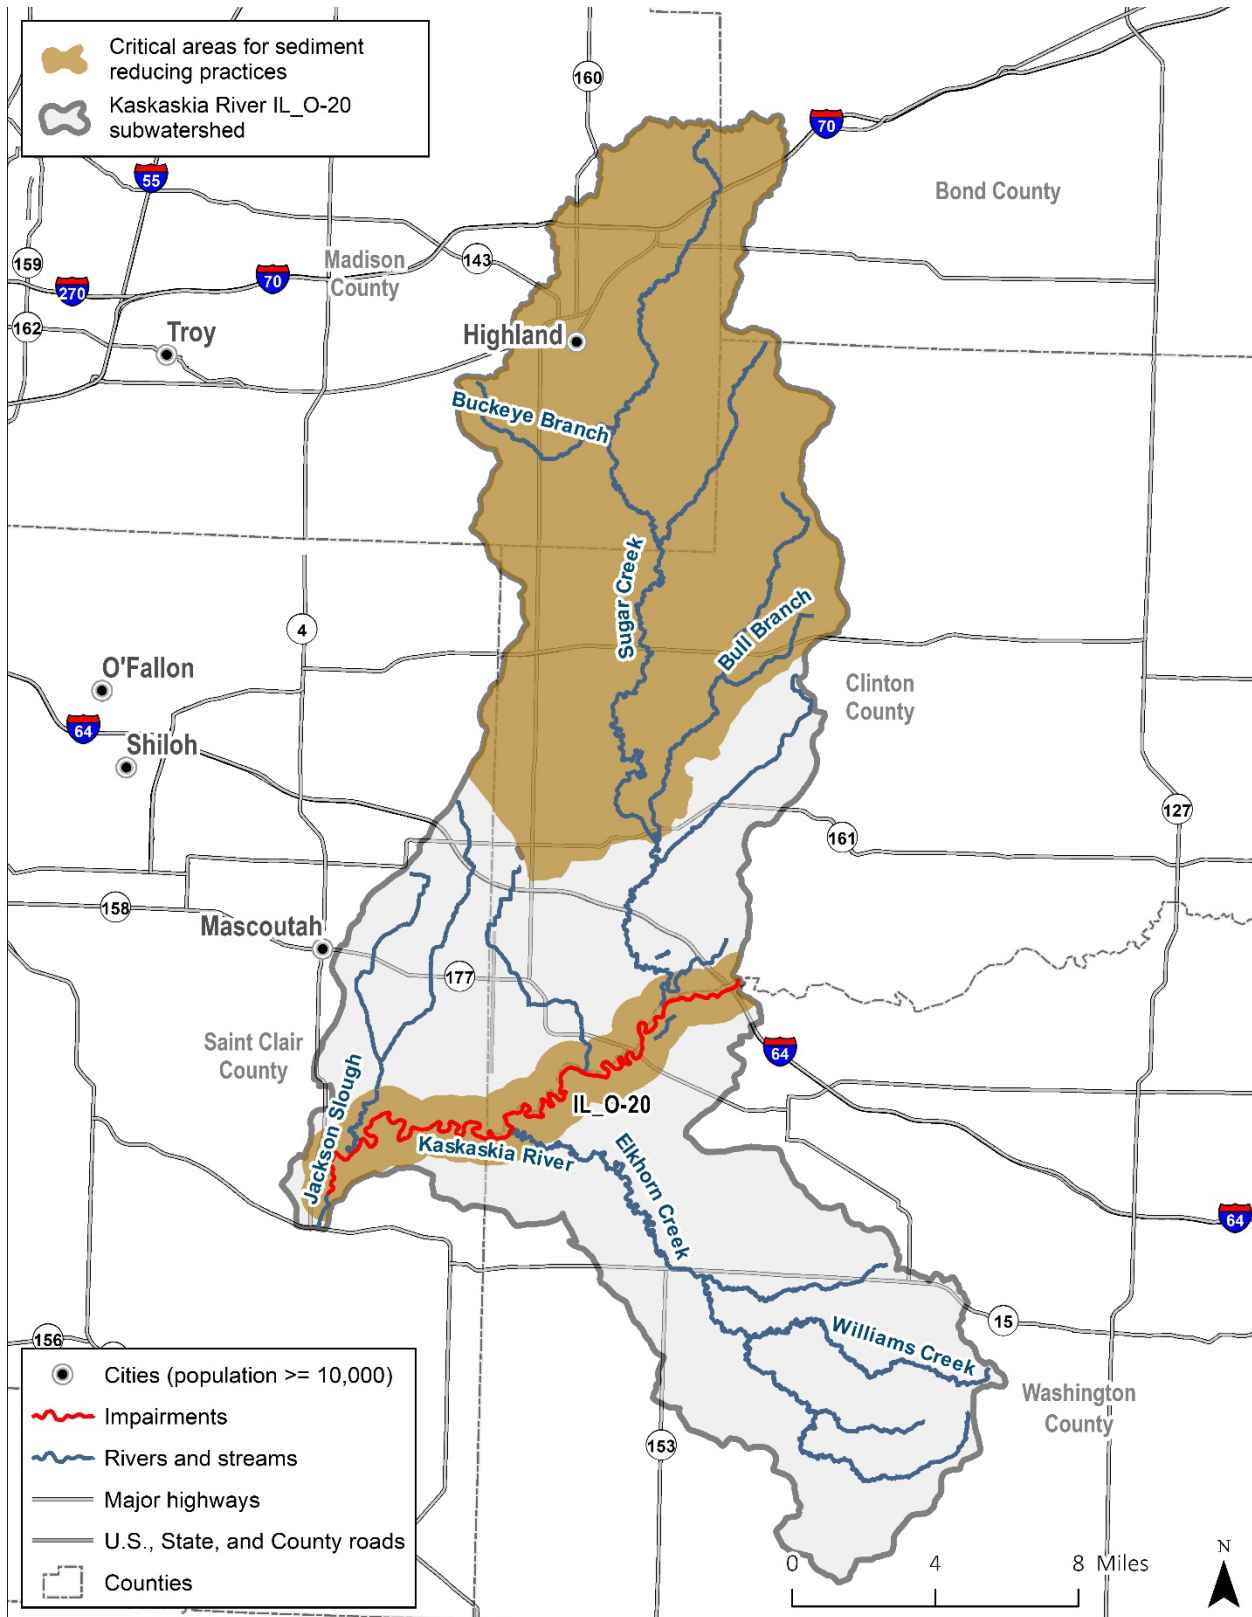 Critical areas for sediment
reducing practices
Kaskaskia River IL_O-20
subwatershed
160
70
55
Bond County
159
Madison
County
143
70
270
162
Troy
Highland
Buckeye Branch
Sugar Creek
Bull Branch
4
O'Fallon
64
Shiloh
Clinton
County
127
161
158
Mascoutah
177
Saint Clair
County
64
Jackson Slough
IL_O-20
Kaskaskia River
Elkhorn Creek
64
15
Williams Creek
156
Washington
County
153
Cities (population >= 10,000)
Impairments
Rivers and streams
Major highways
U.S., State, and County roads
Counties
0 4 8 Miles
N